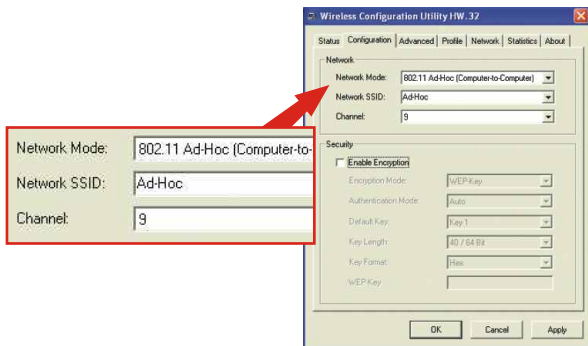 Wireless Configuration Utility HW.32
Status Configuration Advanced Profile Network Statistics About
Network
Network Mode: 802.11 Ad-Hoc (Computer-to-Computer)
Network SSID: Ad-Hoc
Channel: 9
Network Mode: 802.11 Ad-Hoc (Computer-to-
Network SSID: Ad-Hoc
Channel: 9
Security
Enable Encryption
Encryption Mode: WEP-Key
Authentication Mode: Auto
Default Key: Key 1
Key Length: 40 / 64 Bit
Key Format: Hex
WEP-Key
OK Cancel Apply